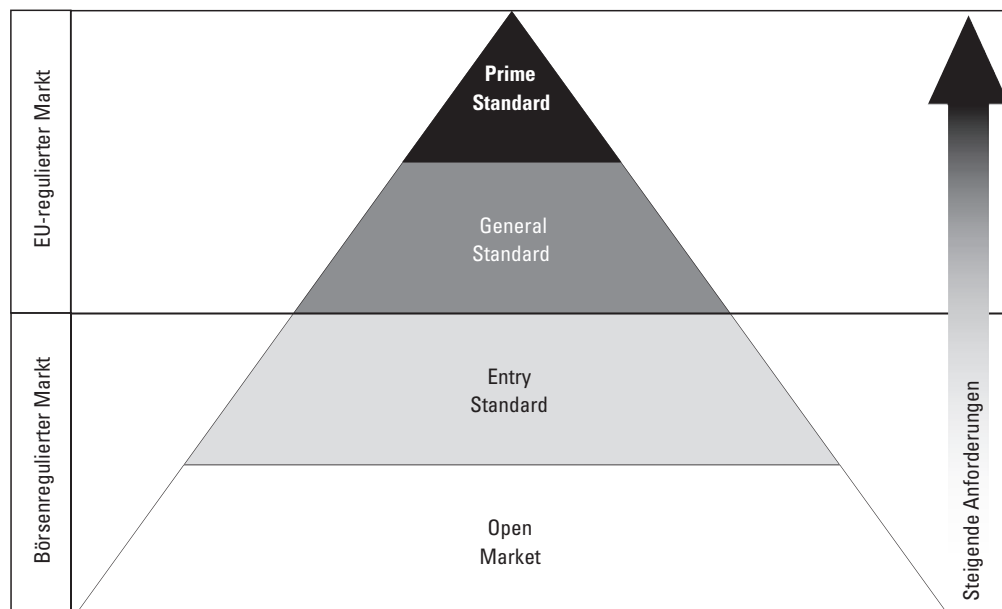 EU-regulierter Markt
Prime
Standard
General
Standard
Börsenregulierter Markt
Entry
Standard
Open
Market
Steigende Anforderungen